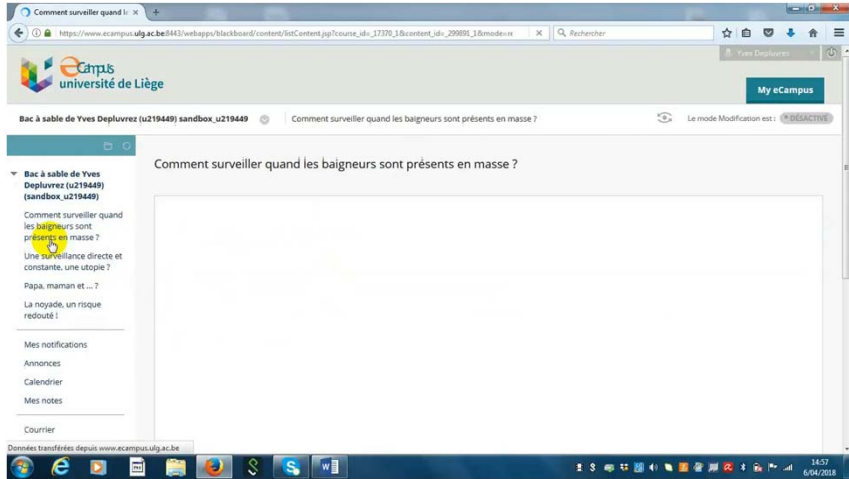 Comment surveiller quand l
https://www.ecampus.ulg.ac.be:8443/webapps/blackboard/content/listContent.jsp?course_id=_17370_1&content_id=_299891_1&mode=re
Rechercher
Yves Depluvrez
eCampus
université de Liège
My eCampus
Bac à sable de Yves Depluvrez (u219449) sandbox_u219449
Comment surveiller quand les baigneurs sont présents en masse ?
Le mode Modification est :
DÉSACTIVÉ
Bac à sable de Yves
Depluvrez (u219449)
(sandbox_u219449)
Comment surveiller quand
les baigneurs sont
présents en masse ?
Une surveillance directe et
constante, une utopie ?
Papa, maman et ... ?
La noyade, un risque
redouté !
Mes notifications
Annonces
Calendrier
Mes notes
Courrier
Comment surveiller quand les baigneurs sont présents en masse ?
Données transférées depuis www.ecampus.ulg.ac.be
14:57
6/04/2018